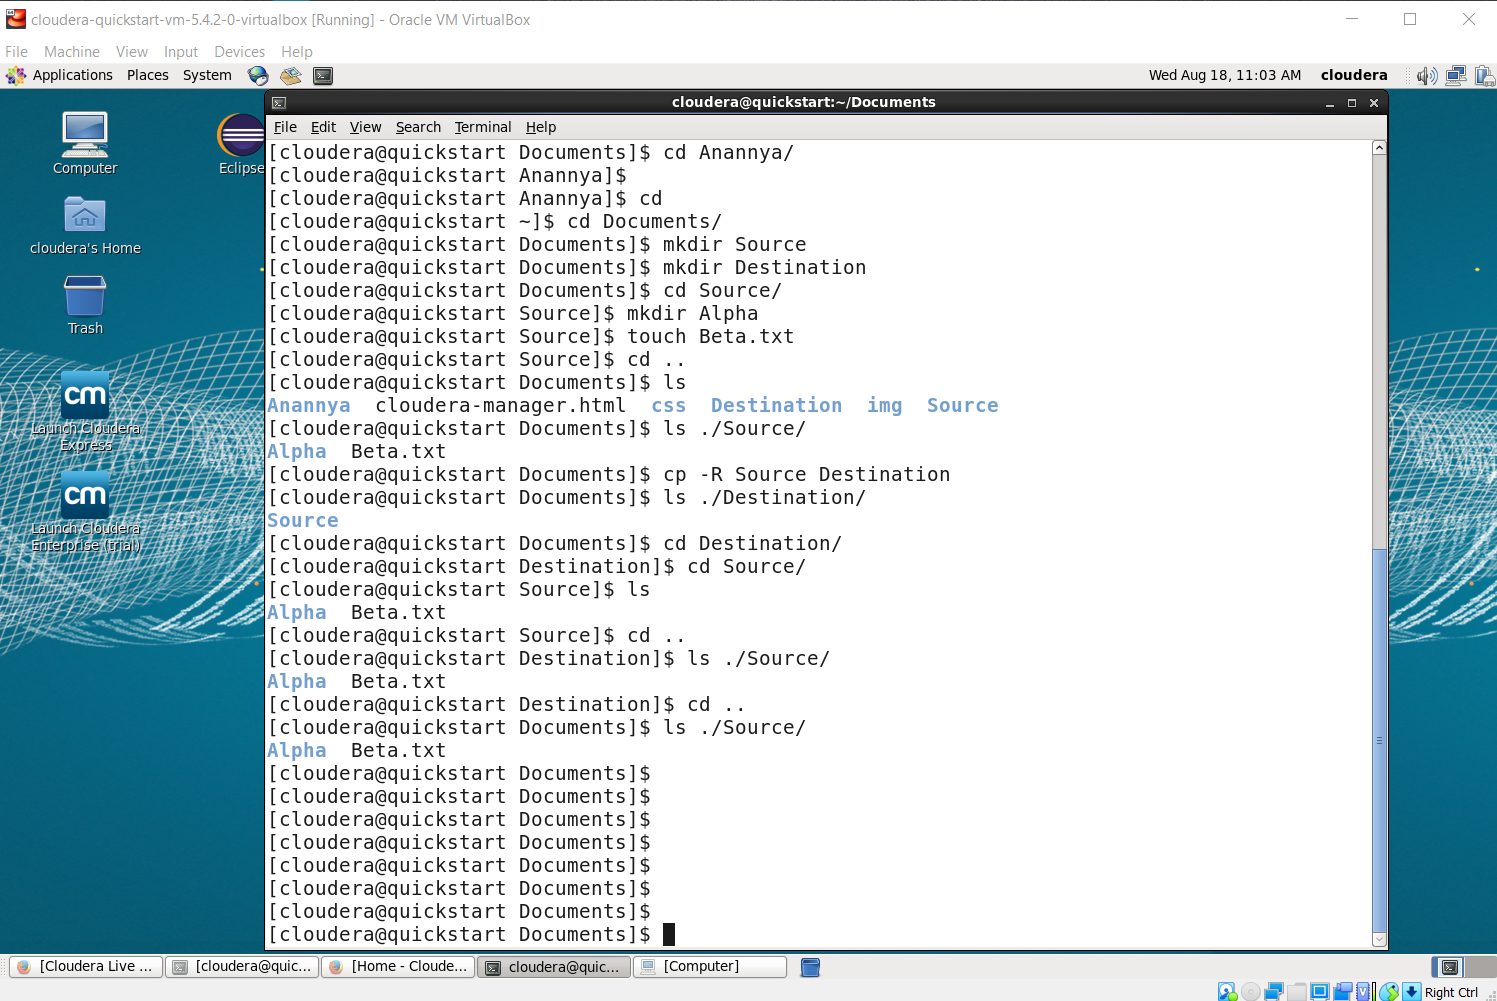 cloudera-quickstart-vm-5.4.2-0-virtualbox [Running] - Oracle VM VirtualBox
File Machine View Input Devices Help
Applications Places System Wed Aug 18, 11:03 AM cloudera
cloudera@quickstart:~/Documents
File Edit View Search Terminal Help
Computer
Eclipse
cloudera's Home
Trash
cm
Launch Cloudera
Express
cm
Launch Cloudera
Enterprise (trial)
[cloudera@quickstart Documents]$ cd Anannya/
[cloudera@quickstart Anannya]$
[cloudera@quickstart Anannya]$ cd
[cloudera@quickstart ~]$ cd Documents/
[cloudera@quickstart Documents]$ mkdir Source
[cloudera@quickstart Documents]$ mkdir Destination
[cloudera@quickstart Documents]$ cd Source/
[cloudera@quickstart Source]$ mkdir Alpha
[cloudera@quickstart Source]$ touch Beta.txt
[cloudera@quickstart Source]$ cd ..
[cloudera@quickstart Documents]$ ls
Anannya cloudera-manager.html css Destination img Source
[cloudera@quickstart Documents]$ ls ./Source/
Alpha Beta.txt
[cloudera@quickstart Documents]$ cp -R Source Destination
[cloudera@quickstart Documents]$ ls ./Destination/
Source
[cloudera@quickstart Documents]$ cd Destination/
[cloudera@quickstart Destination]$ cd Source/
[cloudera@quickstart Source]$ ls
Alpha Beta.txt
[cloudera@quickstart Source]$ cd ..
[cloudera@quickstart Destination]$ ls ./Source/
Alpha Beta.txt
[cloudera@quickstart Destination]$ cd ..
[cloudera@quickstart Documents]$ ls ./Source/
Alpha Beta.txt
[cloudera@quickstart Documents]$
[cloudera@quickstart Documents]$
[cloudera@quickstart Documents]$
[cloudera@quickstart Documents]$
[cloudera@quickstart Documents]$
[cloudera@quickstart Documents]$
[cloudera@quickstart Documents]$
[cloudera@quickstart Documents]$
[Cloudera Live ... [cloudera@quic... [Home - Cloude... cloudera@quic... [Computer]
Right Ctrl